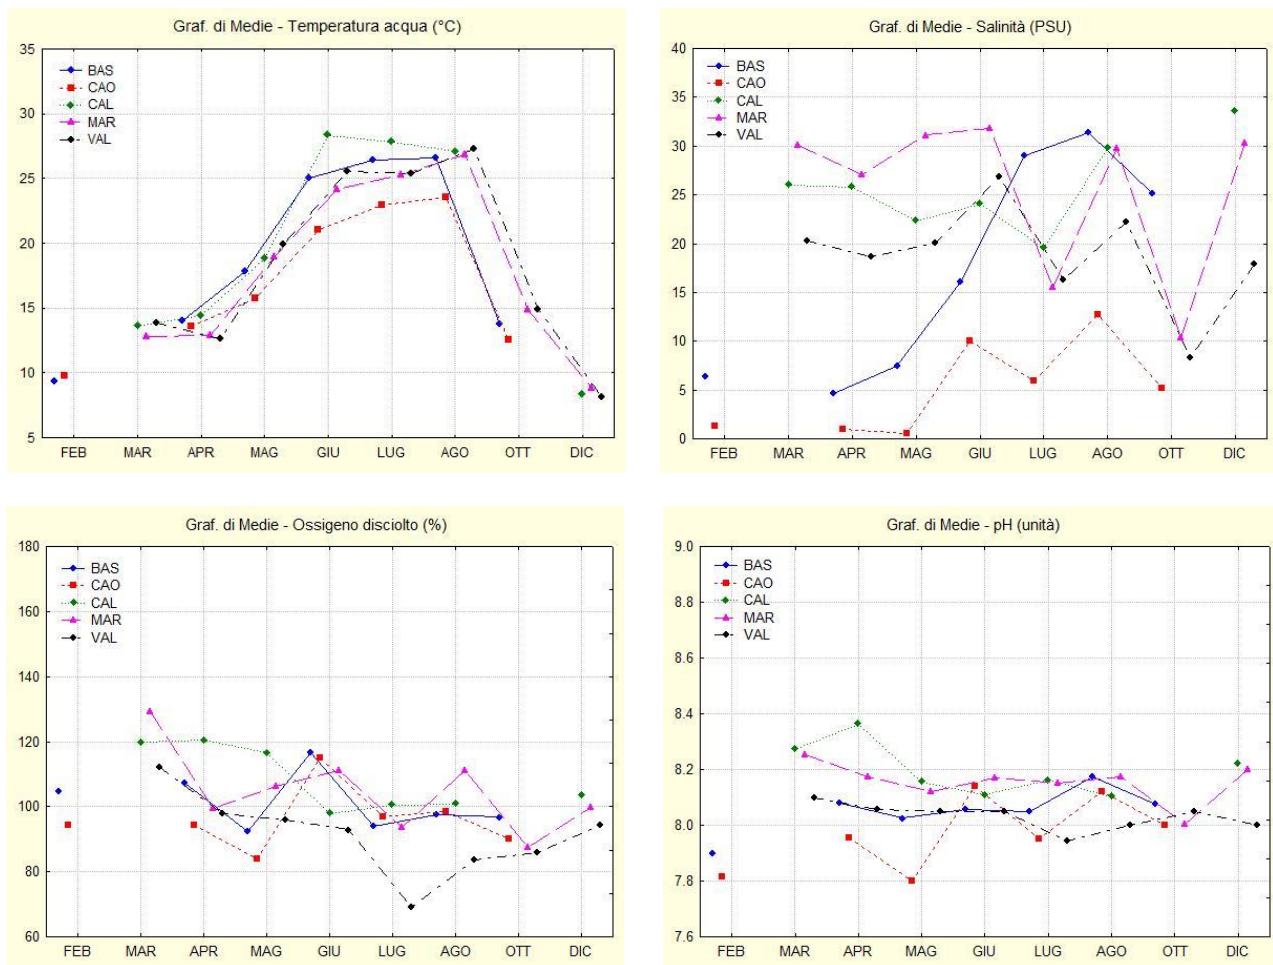 Graf. di Medie - Temperatura acqua (°C)
35
30
25
20
15
10
5
BAS
CAO
CAL
MAR
VAL
FEB MAR APR MAG GIU LUG AGO OTT DIC
Graf. di Medie - Salinità (PSU)
40
35
30
25
20
15
10
5
0
BAS
CAO
CAL
MAR
VAL
FEB MAR APR MAG GIU LUG AGO OTT DIC
Graf. di Medie - Ossigeno disciolto (%)
180
160
140
120
100
80
60
BAS
CAO
CAL
MAR
VAL
FEB MAR APR MAG GIU LUG AGO OTT DIC
Graf. di Medie - pH (unità)
9.0
8.8
8.6
8.4
8.2
8.0
7.8
7.6
BAS
CAO
CAL
MAR
VAL
FEB MAR APR MAG GIU LUG AGO OTT DIC